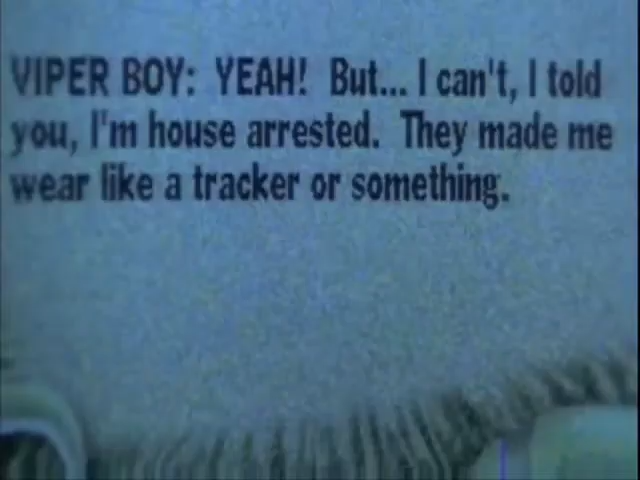 VIPER BOY: YEAH! But... I can't, I told
you, I'm house arrested. They made me
wear like a tracker or something.